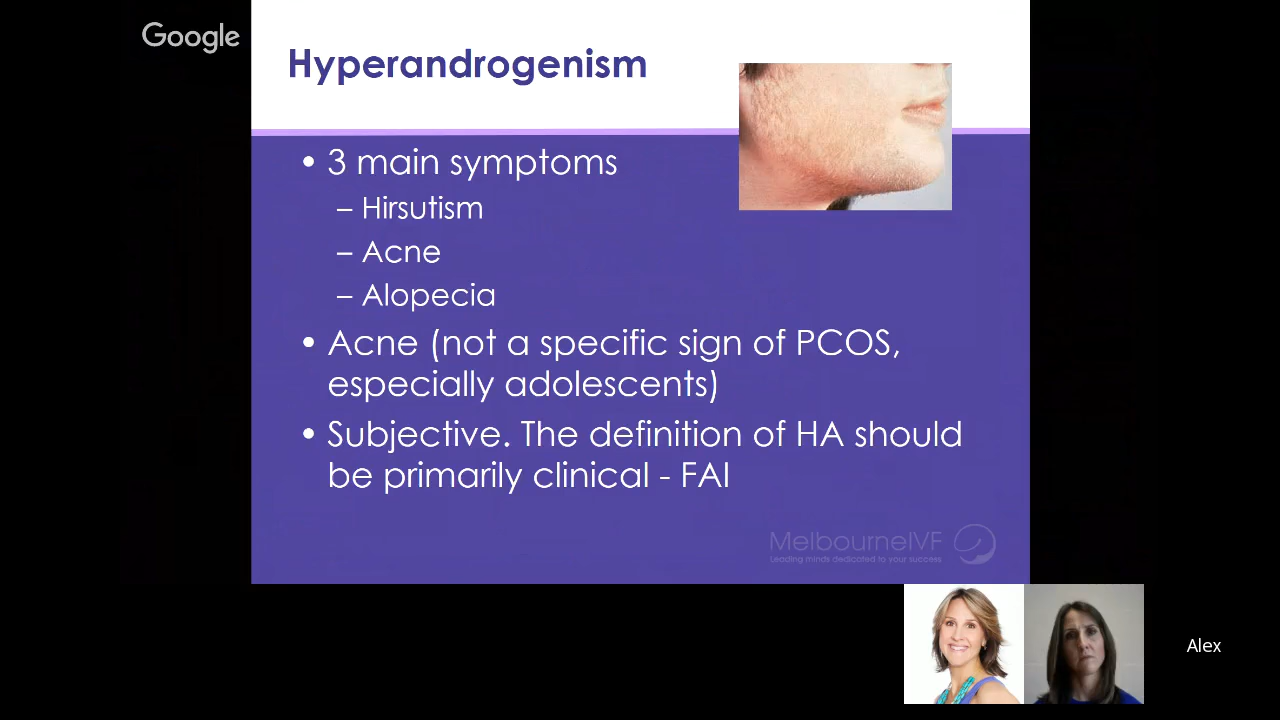 Google
Hyperandrogenism
• 3 main symptoms
– Hirsutism
– Acne
– Alopecia
• Acne (not a specific sign of PCOS,
especially adolescents)
• Subjective. The definition of HA should
be primarily clinical - FAI
MelbourneIVF
Leading minds dedicated to your success
Alex